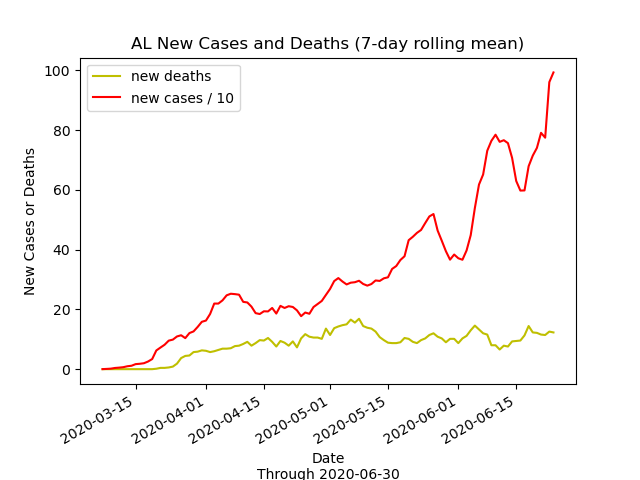 AL New Cases and Deaths (7-day rolling mean)
new deaths
new cases / 10
New Cases or Deaths
100
80
60
40
20
0
2020-03-15
2020-04-01
2020-04-15
2020-05-01
2020-05-15
2020-06-01
2020-06-15
Date
Through 2020-06-30